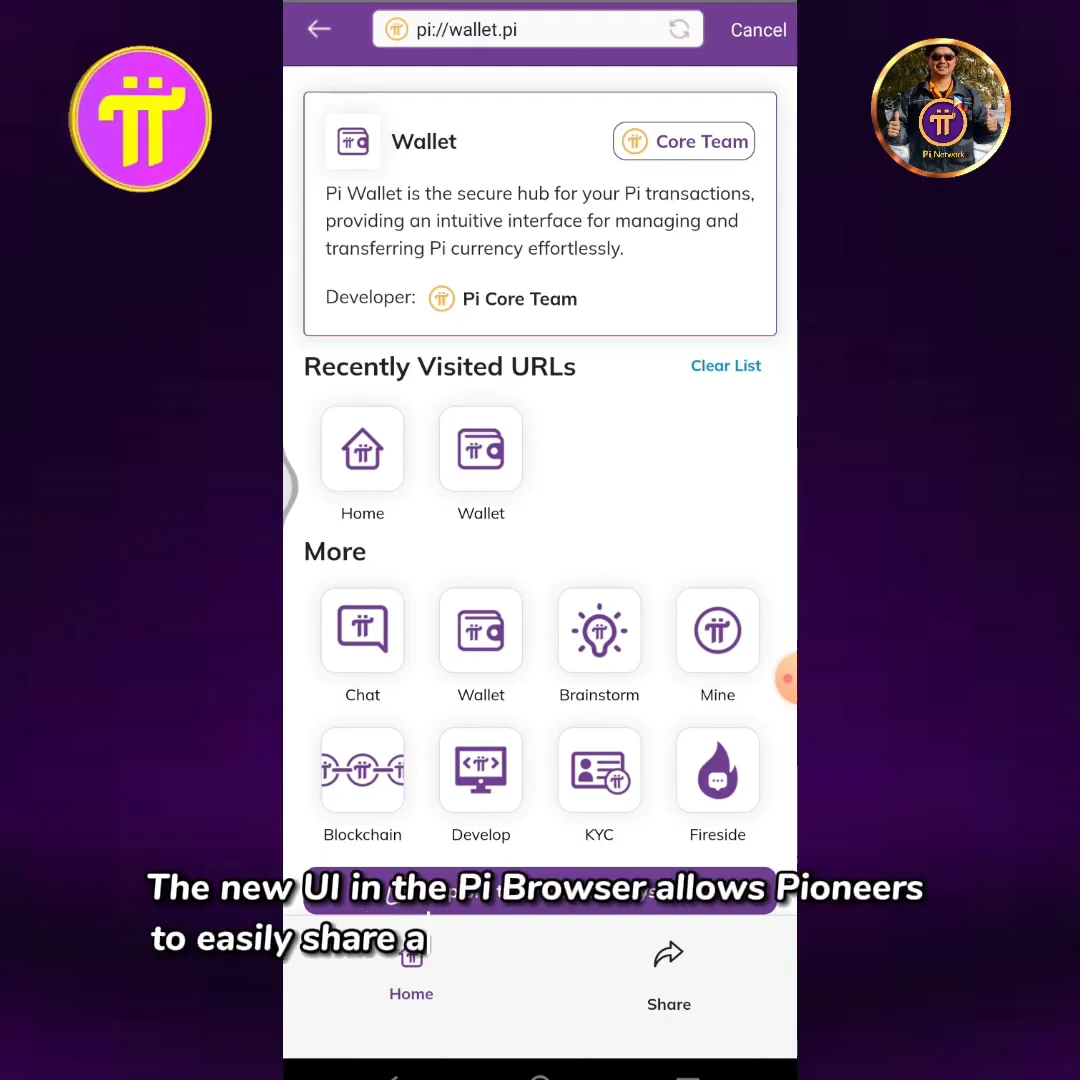 pi://wallet.pi
Cancel
Wallet
Core Team
Pi Wallet is the secure hub for your Pi transactions,
providing an intuitive interface for managing and
transferring Pi currency effortlessly.
Developer: Pi Core Team
Recently Visited URLs
Clear List
Home
Wallet
More
Chat
Wallet
Brainstorm
Mine
Blockchain
Develop
KYC
Fireside
The new UI in the Pi Browser allows Pioneers
to easily share a
Home
Share
Pi Network